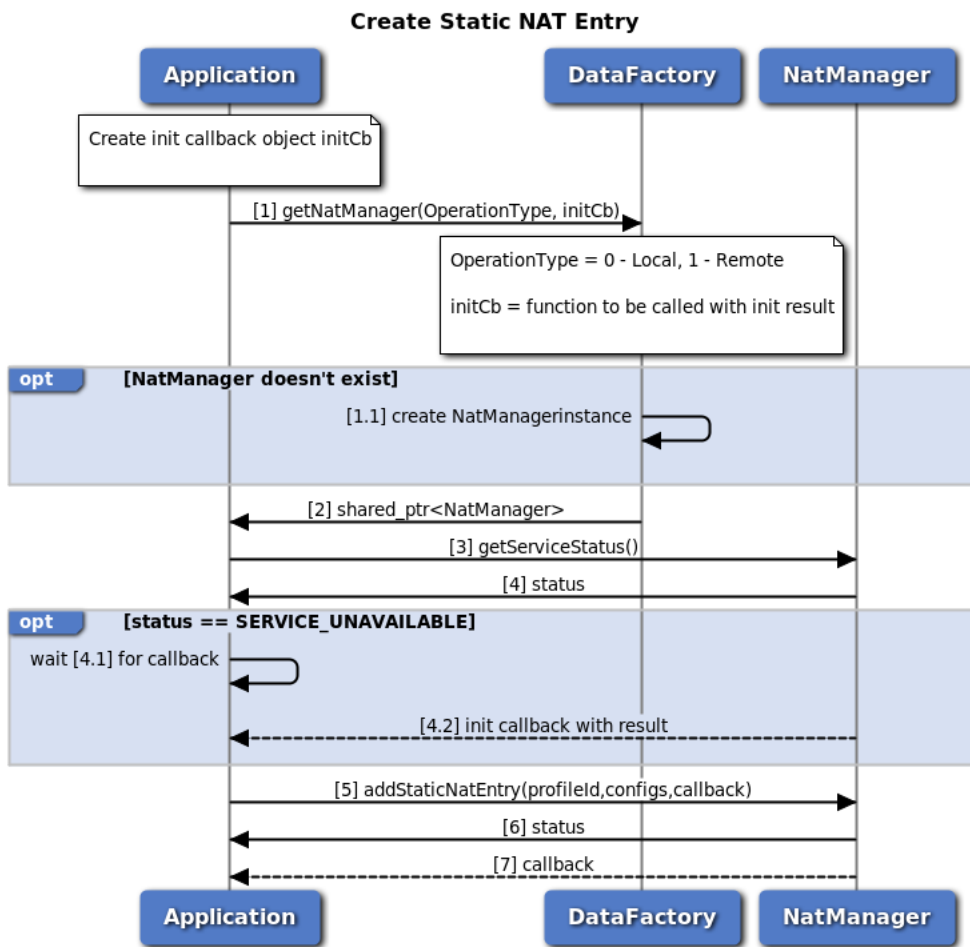 Create Static NAT Entry
Application
DataFactory
NatManager
Create init callback object initCb
[1] getNatManager(OperationType, initCb)
OperationType = 0 - Local, 1 - Remote
initCb = function to be called with init result
opt
[NatManager doesn't exist]
[1.1] create NatManagerinstance
[2] shared_ptr<NatManager>
[3] getServiceStatus()
[4] status
opt
[status == SERVICE_UNAVAILABLE]
wait [4.1] for callback
[4.2] init callback with result
[5] addStaticNatEntry(profileId,configs,callback)
[6] status
[7] callback
Application
DataFactory
NatManager